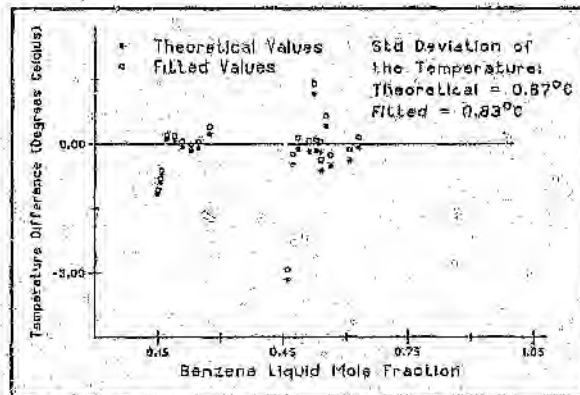 Theoretical Values
Fitted Values
Std Deviation of
the Temperature:
Theoretical = 0.87°C
Fitted = 0.83°C
Temperature Difference (Degrees Celsius)
0.00
-3.00
0.15
0.45
0.75
1.05
Benzene Liquid Mole Fraction